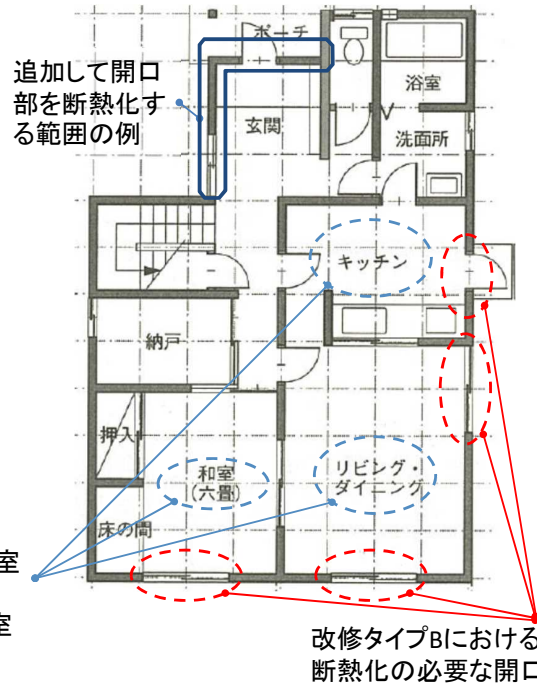 ポーチ
追加して開口
部を断熱化す
る範囲の例
浴室
玄関
洗面所
キッチン
納戸
押入
和室
(六畳)
リビング・
ダイニング
床の間
室
室
改修タイプBにおける
断熱化の必要な開口